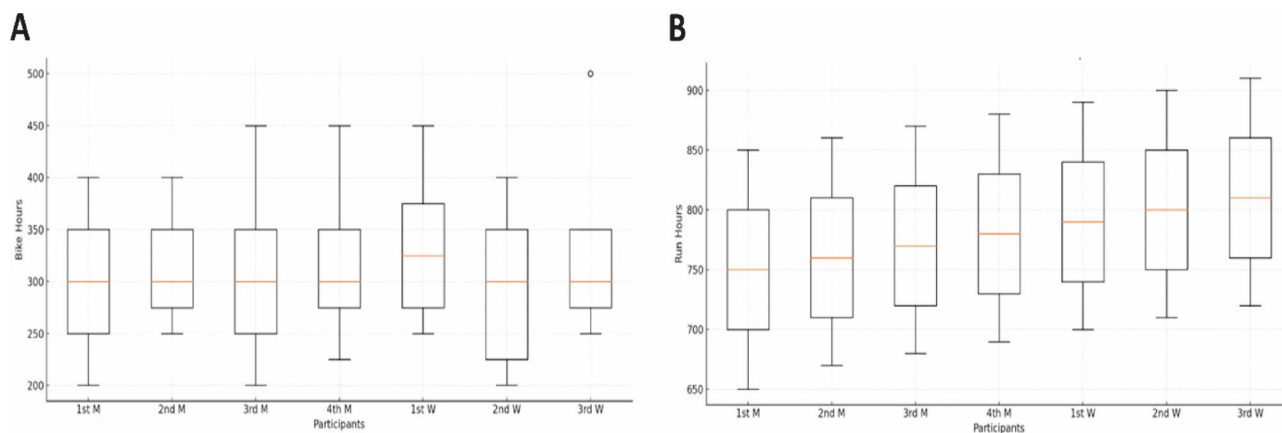 A
B
Bike Hours
500
450
400
350
300
250
200
1st M 2nd M 3rd M 4th M 1st W 2nd W 3rd W
Participants
Run Hours
900
850
800
750
700
650
1st M 2nd M 3rd M 4th M 1st W 2nd W 3rd W
Participants